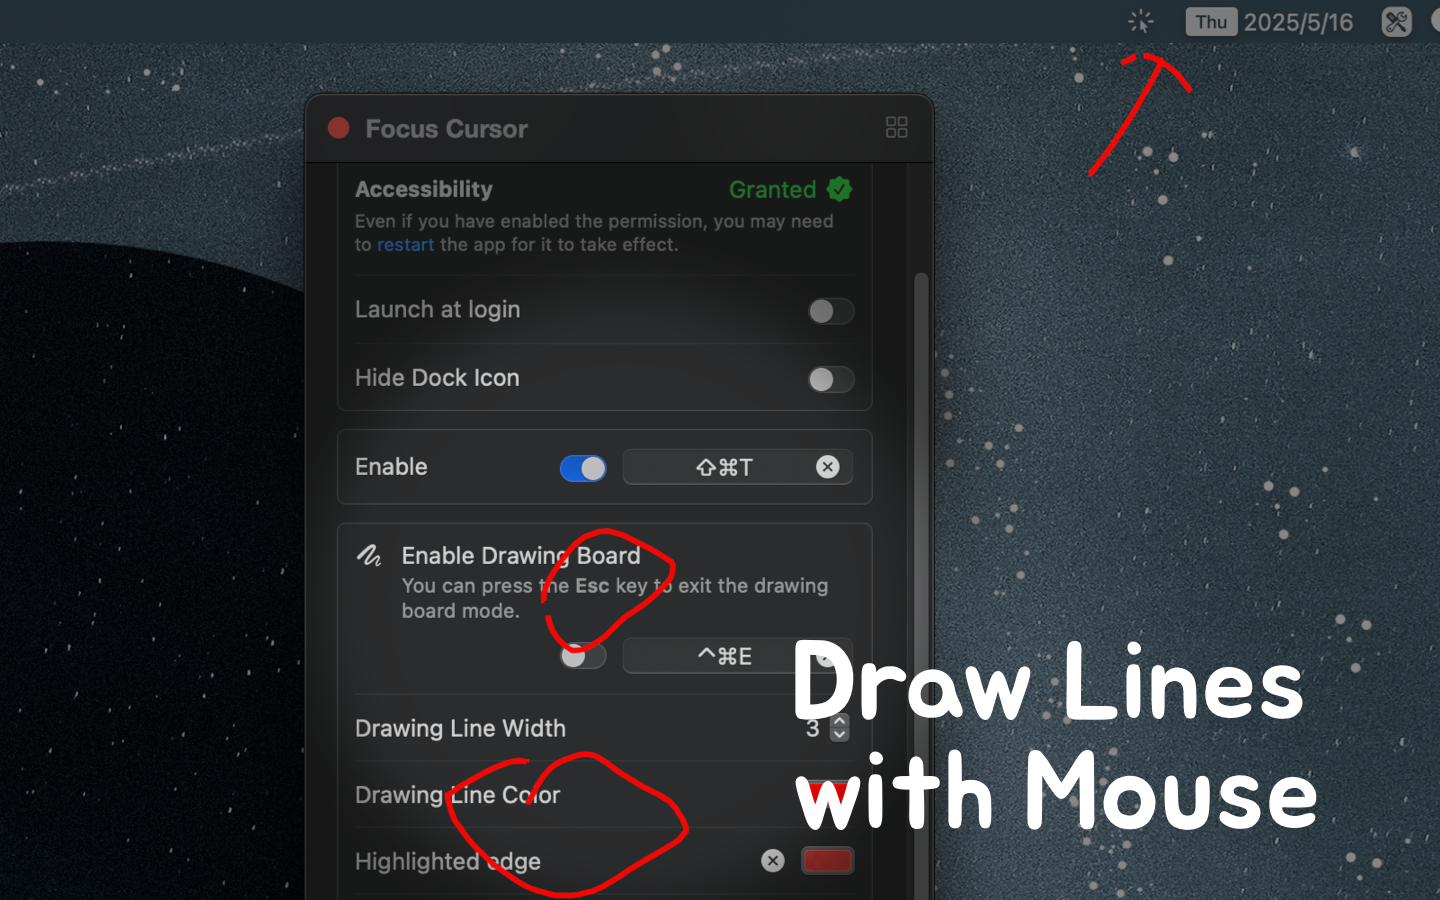 Thu 2025/5/16
Focus Cursor
Accessibility
Granted
Even if you have enabled the permission, you may need
to restart the app for it to take effect.
Launch at login
Hide Dock Icon
Enable
⇧⌘T
Enable Drawing Board
You can press the Esc key to exit the drawing
board mode.
^⌘E
Drawing Line Width
3
Drawing Line Color
Highlighted edge
Draw Lines
with Mouse